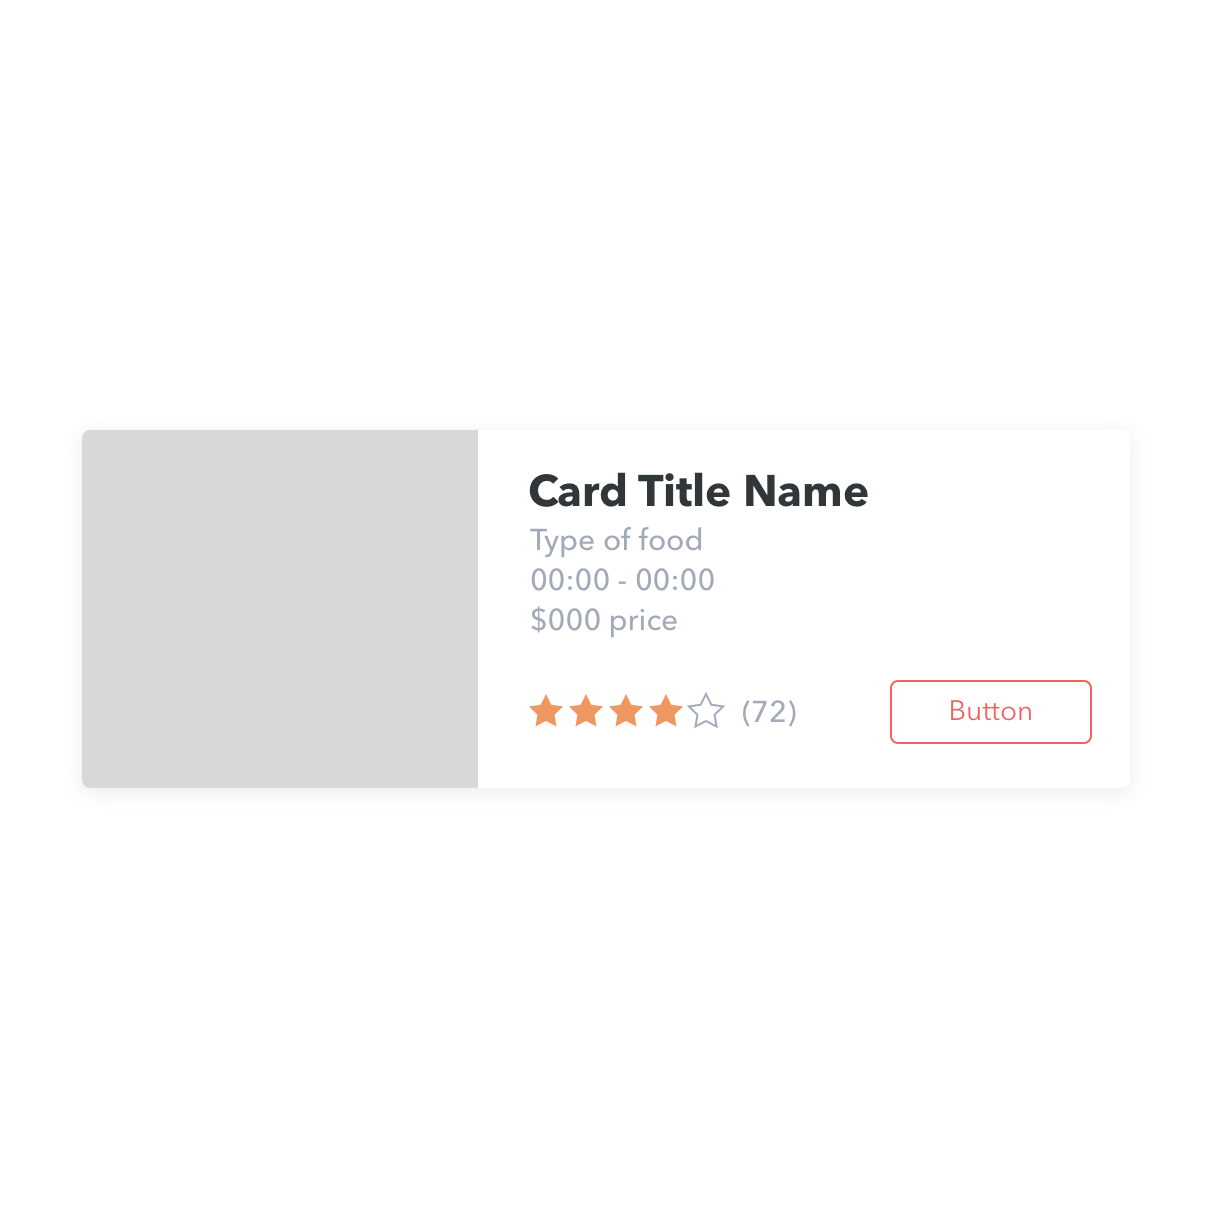 Card Title Name
Type of food
00:00 - 00:00
$000 price
(72)
Button